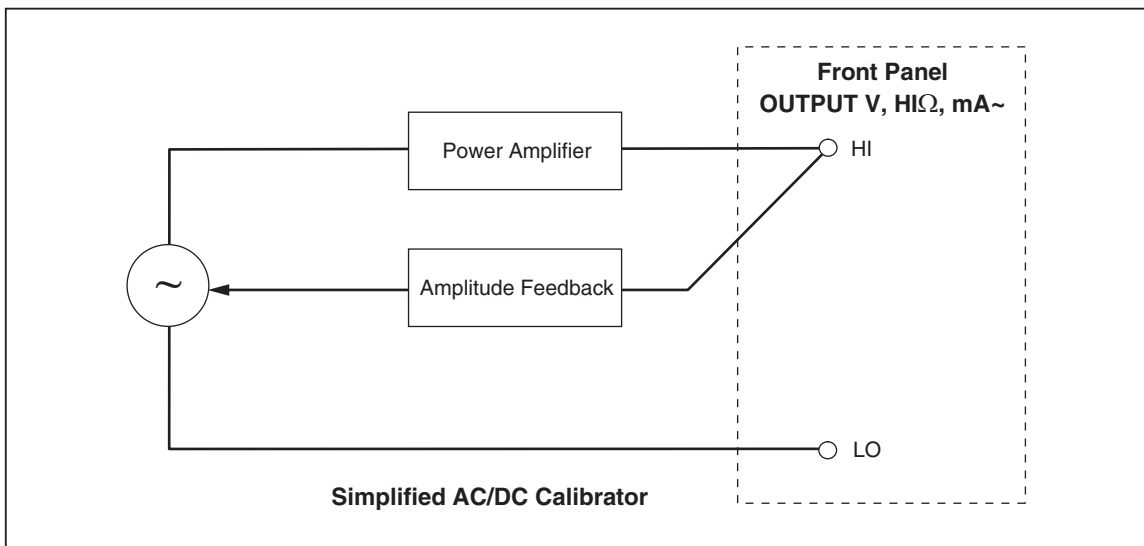 Front Panel
OUTPUT V, HIΩ, mA~
Power Amplifier
HI
~
Amplitude Feedback
LO
Simplified AC/DC Calibrator